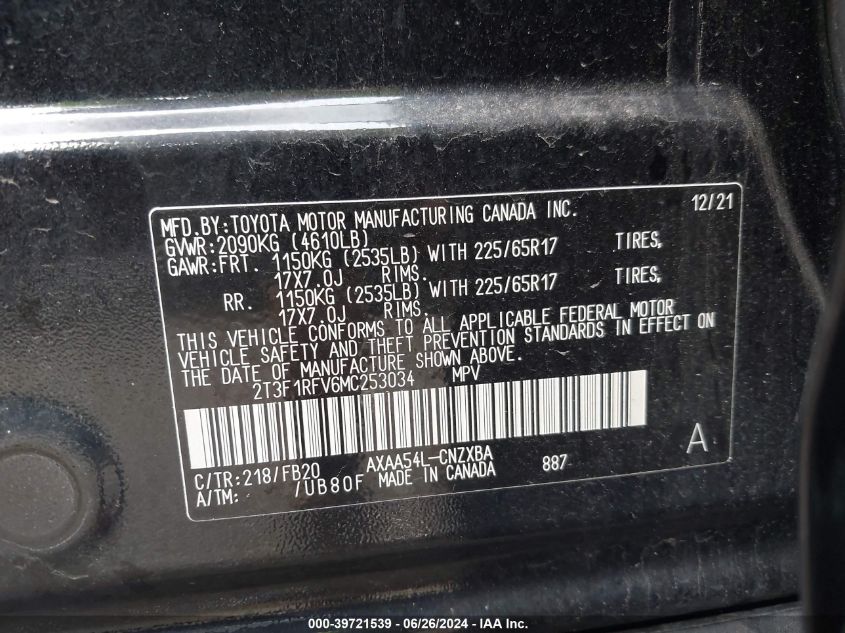 MFD.BY:TOYOTA MOTOR MANUFACTURING CANADA INC. 12/21
GVWR:2090KG (4610LB)
GAWR:FRT. 1150KG (2535LB) WITH 225/65R17 TIRES,
17X7.0J RIMS.
RR. 1150KG (2535LB) WITH 225/65R17 TIRES,
17X7.0J RIMS.
THIS VEHICLE CONFORMS TO ALL APPLICABLE FEDERAL MOTOR
VEHICLE SAFETY AND THEFT PREVENTION STANDARDS IN EFFECT ON
THE DATE OF MANUFACTURE SHOWN ABOVE.
2T3F1RFV6MC253034 MPV
C/TR:218/FB20 AXAA54L-CNZXBA 887 A
A/TM: /UB80F MADE IN CANADA
000-39721539 / 06/26/2024 / IAA Inc.